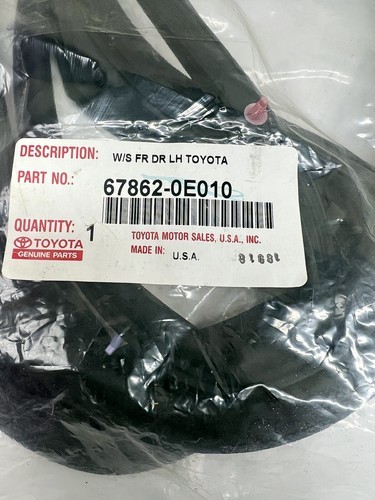 DESCRIPTION: W/S FR DR LH TOYOTA
PART NO.: 67862-0E010
QUANTITY: 1
TOYOTA
GENUINE PARTS
TOYOTA MOTOR SALES, U.S.A., INC.
MADE IN: U.S.A.